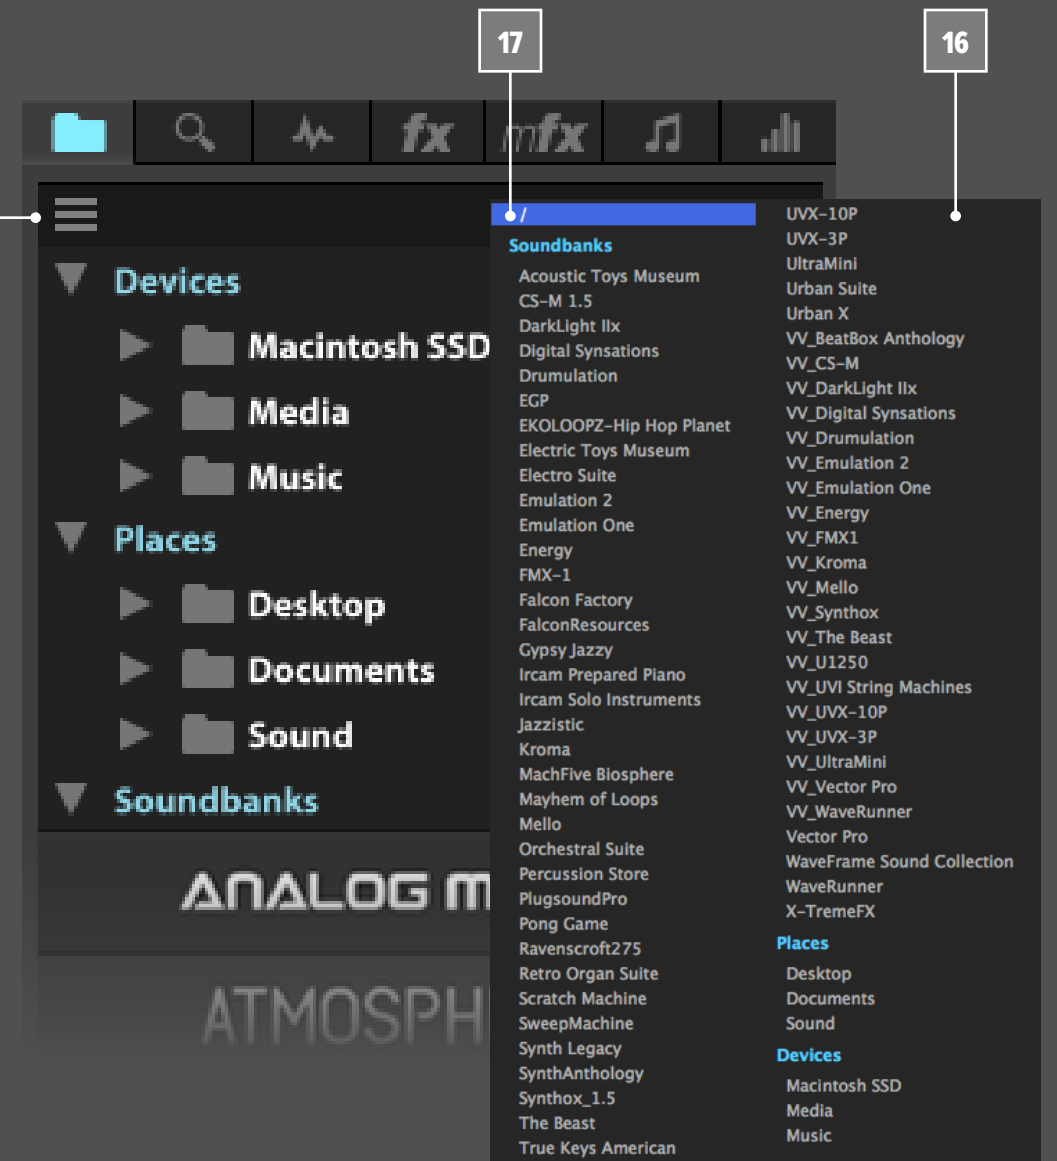 17
16
fx
mfx
Devices
Macintosh SSD
Media
Music
Places
Desktop
Documents
Sound
Soundbanks
ANALOG M
ATMOSPH
/
Soundbanks
Acoustic Toys Museum
CS-M 1.5
DarkLight IIx
Digital Synsations
Drumulation
EGP
EKOLOOPZ-Hip Hop Planet
Electric Toys Museum
Electro Suite
Emulation 2
Emulation One
Energy
FMX-1
Falcon Factory
FalconResources
Gypsy Jazzy
Ircam Prepared Piano
Ircam Solo Instruments
Jazzistic
Kroma
MachFive Biosphere
Mayhem of Loops
Mello
Orchestral Suite
Percussion Store
PlugsoundPro
Pong Game
Ravenscroft275
Retro Organ Suite
Scratch Machine
SweepMachine
Synth Legacy
SynthAnthology
Synthox_1.5
The Beast
True Keys American
UVX-10P
UVX-3P
UltraMini
Urban Suite
Urban X
VV_BeatBox Anthology
VV_CS-M
VV_DarkLight IIx
VV_Digital Synsations
VV_Drumulation
VV_Emulation 2
VV_Emulation One
VV_Energy
VV_FMX1
VV_Kroma
VV_Mello
VV_Synthox
VV_The Beast
VV_U1250
VV_UVI String Machines
VV_UVX-10P
VV_UVX-3P
VV_UltraMini
VV_Vector Pro
VV_WaveRunner
Vector Pro
WaveFrame Sound Collection
WaveRunner
X-TremeFX
Places
Desktop
Documents
Sound
Devices
Macintosh SSD
Media
Music